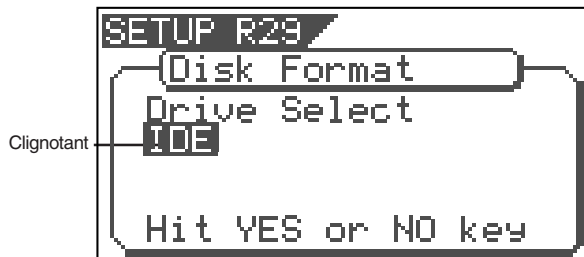 SETUP R29
Disk Format
Drive Select
Clignotant
IDE
Hit YES or NO key